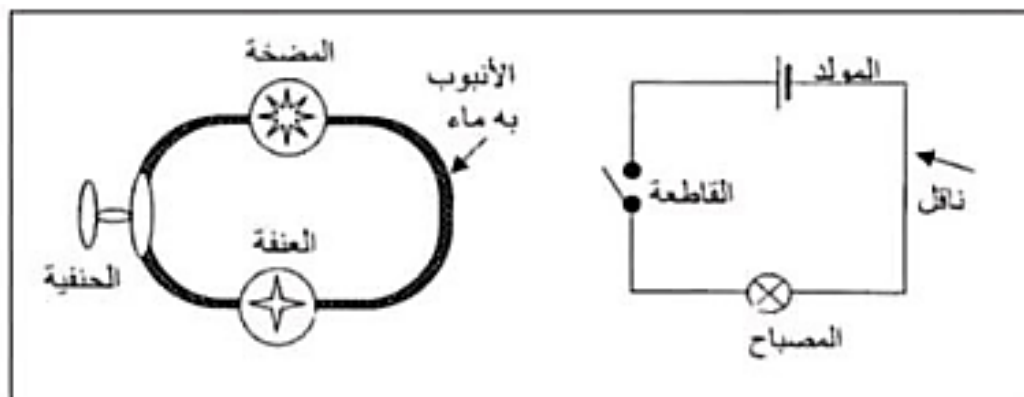 المضخة
الأنبوب
به ماء
العنفة
الحنفية
المولد
القاطعة
ناقل
المصباح